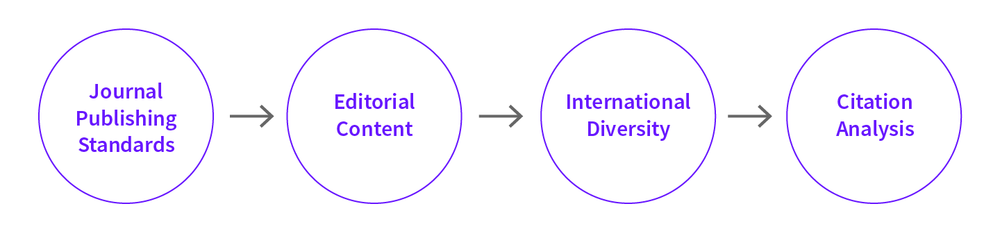 Journal
Publishing
Standards
Editorial
Content
International
Diversity
Citation
Analysis